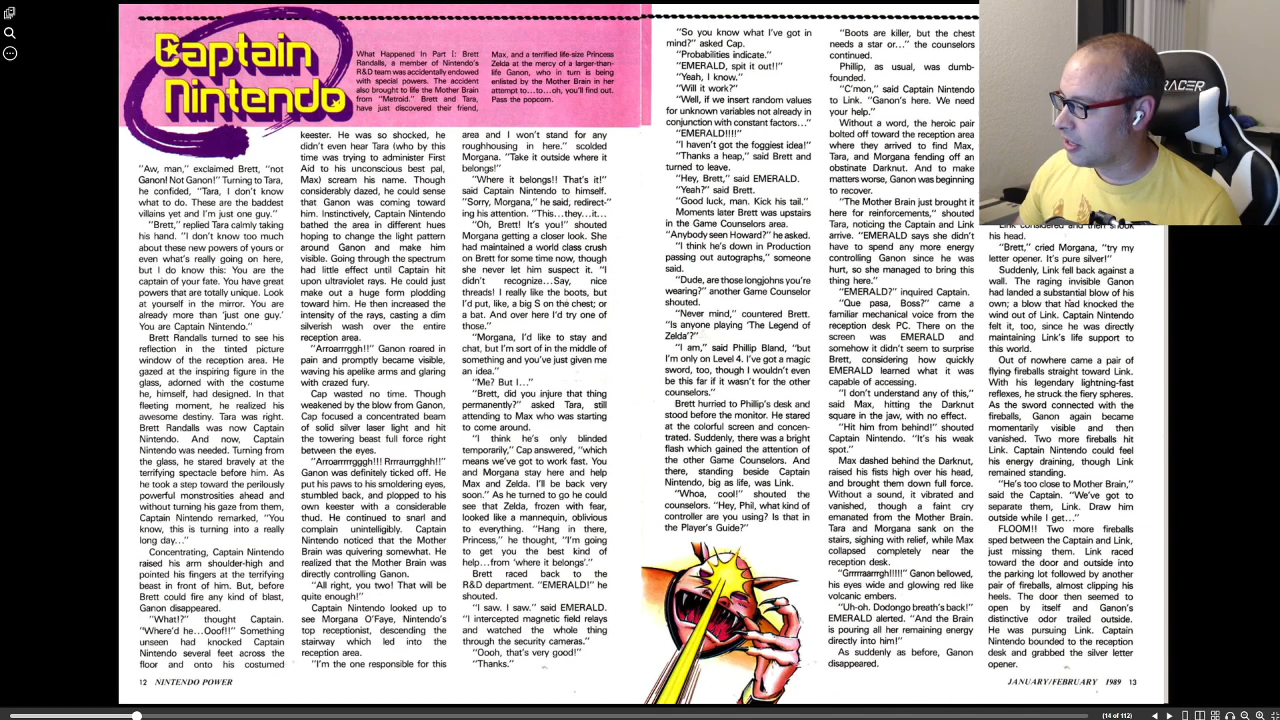 Captain
Nintendo
What Happened In Part I: Brett
Randalls, a member of Nintendo's
R&D team was accidentally endowed
with special powers. The accident
also brought to life the Mother Brain
from "Metroid." Brett and Tara,
have just discovered their friend,
Max, and a terrified life-size Princess
Zelda at the mercy of a larger-than-
life Ganon, who in turn is being
enlisted by the Mother Brain in her
attempt to...to...oh, you'll find out.
Pass the popcorn.
"Aw, man," exclaimed Brett, "not
Ganon! Not Ganon!" Turning to Tara,
he confided, "Tara, I don't know
what to do. These are the baddest
villains yet and I'm just one guy."
"Brett," replied Tara calmly taking
his hand. "I don't know too much
about these new powers of yours or
even what's really going on here,
but I do know this: You are the
captain of your fate. You have great
powers that are totally unique. Look
at yourself in the mirror. You are
already more than 'just one guy.'
You are Captain Nintendo."
Brett Randalls turned to see his
reflection in the tinted picture
window of the reception area. He
gazed at the inspiring figure in the
glass, adorned with the costume
he, himself, had designed. In that
fleeting moment, he realized his
awesome destiny. Tara was right.
Brett Randalls was now Captain
Nintendo. And now, Captain
Nintendo was needed. Turning from
the glass, he stared bravely at the
terrifying spectacle before him. As
he took a step toward the perilously
powerful monstrosities ahead and
without turning his gaze from them,
Captain Nintendo remarked, "You
know, this is turning into a really
long day..."
Concentrating, Captain Nintendo
raised his arm shoulder-high and
pointed his fingers at the terrifying
beast in front of him. But, before
Brett could fire any kind of blast,
Ganon disappeared.
"What!?" thought Captain.
"Where'd he...Ooof!!" Something
unseen had knocked Captain
Nintendo several feet across the
floor and onto his costumed
keester. He was so shocked, he
didn't even hear Tara (who by this
time was trying to administer First
Aid to his unconscious best pal,
Max) scream his name. Though
considerably dazed, he could sense
that Ganon was coming toward
him. Instinctively, Captain Nintendo
bathed the area in different hues
hoping to change the light pattern
around Ganon and make him
visible. Going through the spectrum
had little effect until Captain hit
upon ultraviolet rays. He could just
make out a huge form plodding
toward him. He then increased the
intensity of the rays, casting a dim
silverish wash over the entire
reception area.
"Arroarrrggh!!" Ganon roared in
pain and promptly became visible,
waving his apelike arms and glaring
with crazed fury.
Cap wasted no time. Though
weakened by the blow from Ganon,
Cap focused a concentrated beam
of solid silver laser light and hit
the towering beast full force right
between the eyes.
"Arroarrrrrgggh!!! Rrrraurrgghh!!"
Ganon was definitely ticked off. He
put his paws to his smoldering eyes,
stumbled back, and plopped to his
own keester with a considerable
thud. He continued to snarl and
complain unintelligibly. Captain
Nintendo noticed that the Mother
Brain was quivering somewhat. He
realized that the Mother Brain was
directly controlling Ganon.
"All right, you two! That will be
quite enough!"
Captain Nintendo looked up to
see Morgana O'Faye, Nintendo's
top receptionist, descending the
stairway which led into the
reception area.
"I'm the one responsible for this
area and I won't stand for any
roughhousing in here." scolded
Morgana. "Take it outside where it
belongs!"
"Where it belongs!! That's it!"
said Captain Nintendo to himself.
"Sorry, Morgana," he said, redirect-
ing his attention. "This...they...it...
"Oh, Brett! It's you!" shouted
Morgana getting a closer look. She
had maintained a world class crush
on Brett for some time now, though
she never let him suspect it. "I
didn't recognize...Say, nice
threads! I really like the boots, but
I'd put, like, a big S on the chest; or
a bat. And over here I'd try one of
those."
"Morgana, I'd like to stay and
chat, but I'm sort of in the middle of
something and you've just given me
an idea."
"Me? But I..."
"Brett, did you injure that thing
permanently?" asked Tara, still
attending to Max who was starting
to come around.
"I think he's only blinded
temporarily," Cap answered, "which
means we've got to work fast. You
and Morgana stay here and help
Max and Zelda. I'll be back very
soon." As he turned to go he could
see that Zelda, frozen with fear,
looked like a mannequin, oblivious
to everything. "Hang in there,
Princess," he thought, "I'm going
to get you the best kind of
help...from 'where it belongs'."
Brett raced back to the
R&D department. "EMERALD!" he
shouted.
"I saw. I saw." said EMERALD.
"I intercepted magnetic field relays
and watched the whole thing
through the security cameras."
"Oooh, that's very good!"
"Thanks."
12 NINTENDO POWER
"So you know what I've got in
mind?" asked Cap.
"Probabilities indicate."
"EMERALD, spit it out!!"
"Yeah, I know."
"Will it work?"
"Well, if we insert random values
for unknown variables not already in
conjunction with constant factors..."
"EMERALD!!!!"
"I haven't got the foggiest idea!"
"Thanks a heap," said Brett and
turned to leave.
"Hey, Brett," said EMERALD.
"Yeah?" said Brett.
"Good luck, man. Kick his tail."
Moments later Brett was upstairs
in the Game Counselors area.
"Anybody seen Howard?" he asked.
"I think he's down in Production
passing out autographs," someone
said.
"Dude, are those longjohns you're
wearing?" another Game Counselor
shouted.
"Never mind," countered Brett.
"Is anyone playing 'The Legend of
Zelda'?"
"I am," said Phillip Bland, "but
I'm only on Level 4. I've got a magic
sword, too, though I wouldn't even
be this far if it wasn't for the other
counselors."
Brett hurried to Phillip's desk and
stood before the monitor. He stared
at the colorful screen and concen-
trated. Suddenly, there was a bright
flash which gained the attention of
the other Game Counselors. And
there, standing beside Captain
Nintendo, big as life, was Link.
"Whoa, cool!" shouted the
counselors. "Hey, Phil, what kind of
controller are you using? Is that in
the Player's Guide?"
"Boots are killer, but the chest
needs a star or..." the counselors
continued.
Phillip, as usual, was dumb-
founded.
"C'mon," said Captain Nintendo
to Link. "Ganon's here. We need
your help."
Without a word, the heroic pair
bolted off toward the reception area
where they arrived to find Max,
Tara, and Morgana fending off an
obstinate Darknut. And to make
matters worse, Ganon was beginning
to recover.
"The Mother Brain just brought it
here for reinforcements," shouted
Tara, noticing the Captain and Link
arrive. "EMERALD says she didn't
have to spend any more energy
controlling Ganon since he was
hurt, so she managed to bring this
thing here."
"EMERALD?" inquired Captain.
"Que pasa, Boss?" came a
familiar mechanical voice from the
reception desk PC. There on the
screen was EMERALD and
somehow it didn't seem to surprise
Brett, considering how quickly
EMERALD learned what it was
capable of accessing.
"I don't understand any of this,"
said Max, hitting the Darknut
square in the jaw, with no effect.
"Hit him from behind!" shouted
Captain Nintendo. "It's his weak
spot."
Max dashed behind the Darknut,
raised his fists high over his head,
and brought them down full force.
Without a sound, it vibrated and
vanished, though a faint cry
emanated from the Mother Brain.
Tara and Morgana sank on the
stairs, sighing with relief, while Max
collapsed completely near the
reception desk.
"Grrrraarrrgh!!!!!" Ganon bellowed,
his eyes wide and glowing red like
volcanic embers.
"Uh-oh. Dodongo breath's back!"
EMERALD alerted. "And the Brain
is pouring all her remaining energy
directly into him!"
As suddenly as before, Ganon
disappeared.
Link considered and then shook
his head.
"Brett," cried Morgana, "try my
letter opener. It's pure silver!"
Suddenly, Link fell back against a
wall. The raging invisible Ganon
had landed a substantial blow of his
own; a blow that had knocked the
wind out of Link. Captain Nintendo
felt it, too, since he was directly
maintaining Link's life support to
this world.
Out of nowhere came a pair of
flying fireballs straight toward Link.
With his legendary lightning-fast
reflexes, he struck the fiery spheres.
As the sword connected with the
fireballs, Ganon again became
momentarily visible and then
vanished. Two more fireballs hit
Link. Captain Nintendo could feel
his energy draining, though Link
remained standing.
"He's too close to Mother Brain,"
said the Captain. "We've got to
separate them, Link. Draw him
outside while I get..."
FLOOM!! Two more fireballs
sped between the Captain and Link,
just missing them. Link raced
toward the door and outside into
the parking lot followed by another
pair of fireballs, almost clipping his
heels. The door then seemed to
open by itself and Ganon's
distinctive odor trailed outside.
He was pursuing Link. Captain
Nintendo bounded to the reception
desk and grabbed the silver letter
opener.
JANUARY/FEBRUARY 1989 13
RACER
(14 of 112)